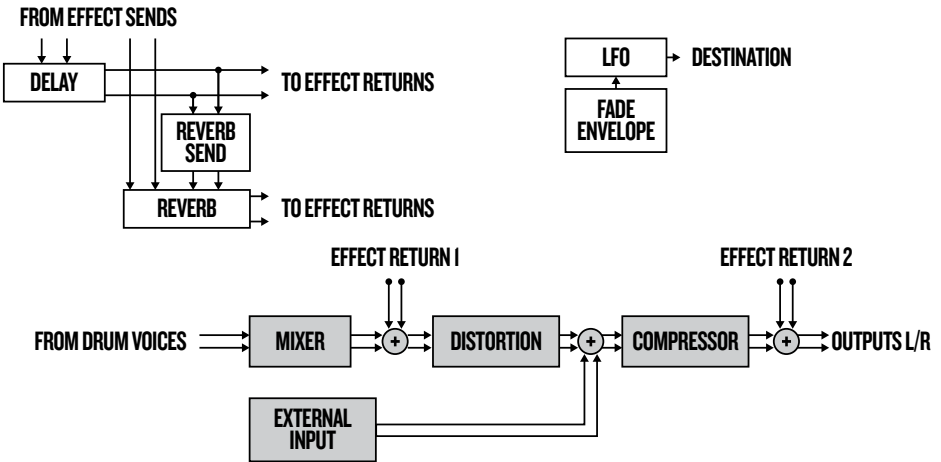 FROM EFFECT SENDS
DELAY
TO EFFECT RETURNS
REVERB
SEND
REVERB
TO EFFECT RETURNS
LFO
DESTINATION
FADE
ENVELOPE
EFFECT RETURN 1
EFFECT RETURN 2
FROM DRUM VOICES
MIXER
+
DISTORTION
+
COMPRESSOR
+
OUTPUTS L/R
EXTERNAL
INPUT